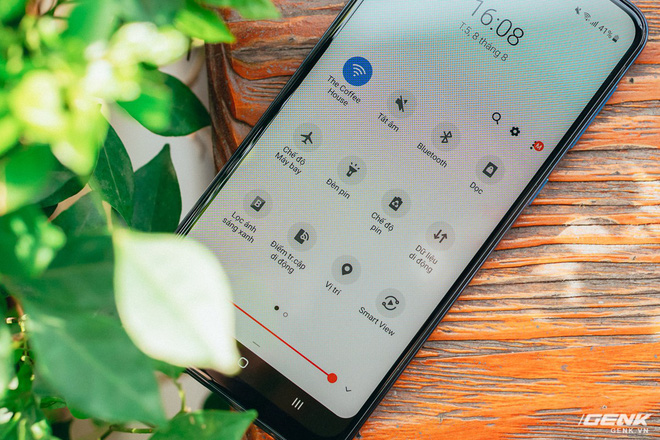 16:08
41%
T.5, 8 tháng 8
The Coffee
House
Tắt âm
Bluetooth
Dọc
Chế độ
Máy bay
Đèn pin
Chế độ
pin
Dữ liệu
di động
Lọc ánh
sáng xanh
Điểm tr.cập
di động
Vị trí
Smart View
GENK
GENK.VN